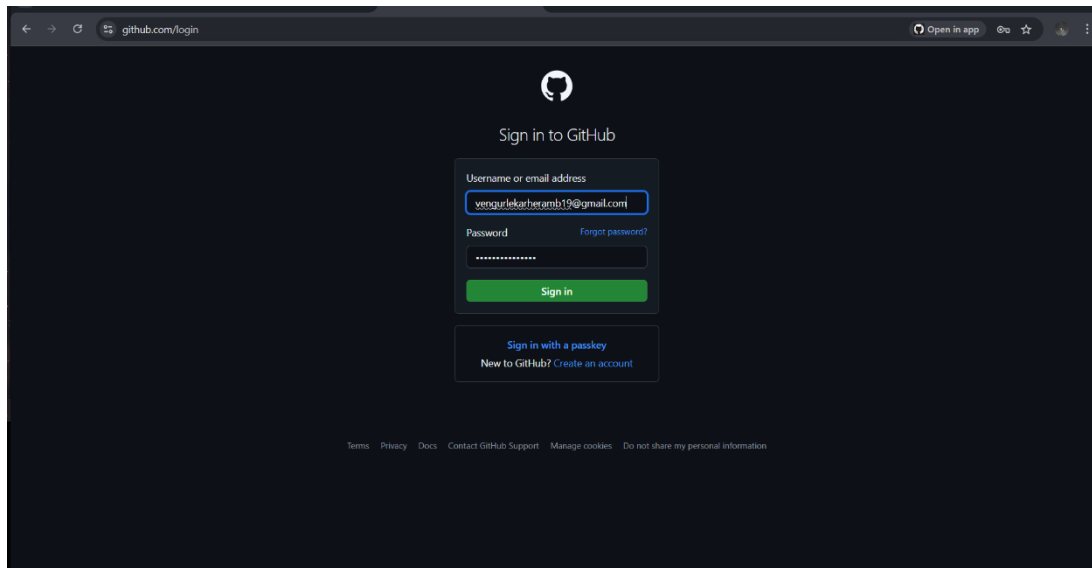 github.com/login
Open in app
Sign in to GitHub
Username or email address
vengurlekarheramb19@gmail.com
Password Forgot password?
Sign in
Sign in with a passkey
New to GitHub? Create an account
Terms Privacy Docs Contact GitHub Support Manage cookies Do not share my personal information